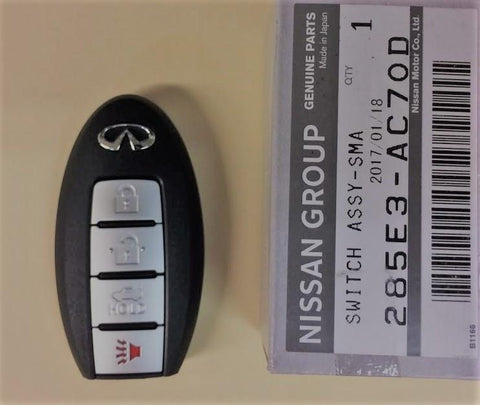 HOLD
NISSAN GROUP
GENUINE PARTS
Made in Japan
SWITCH ASSY-SMA
QTY 1
2017/01/18
285E3-AC70D
Nissan Motor Co., Ltd.
B1166